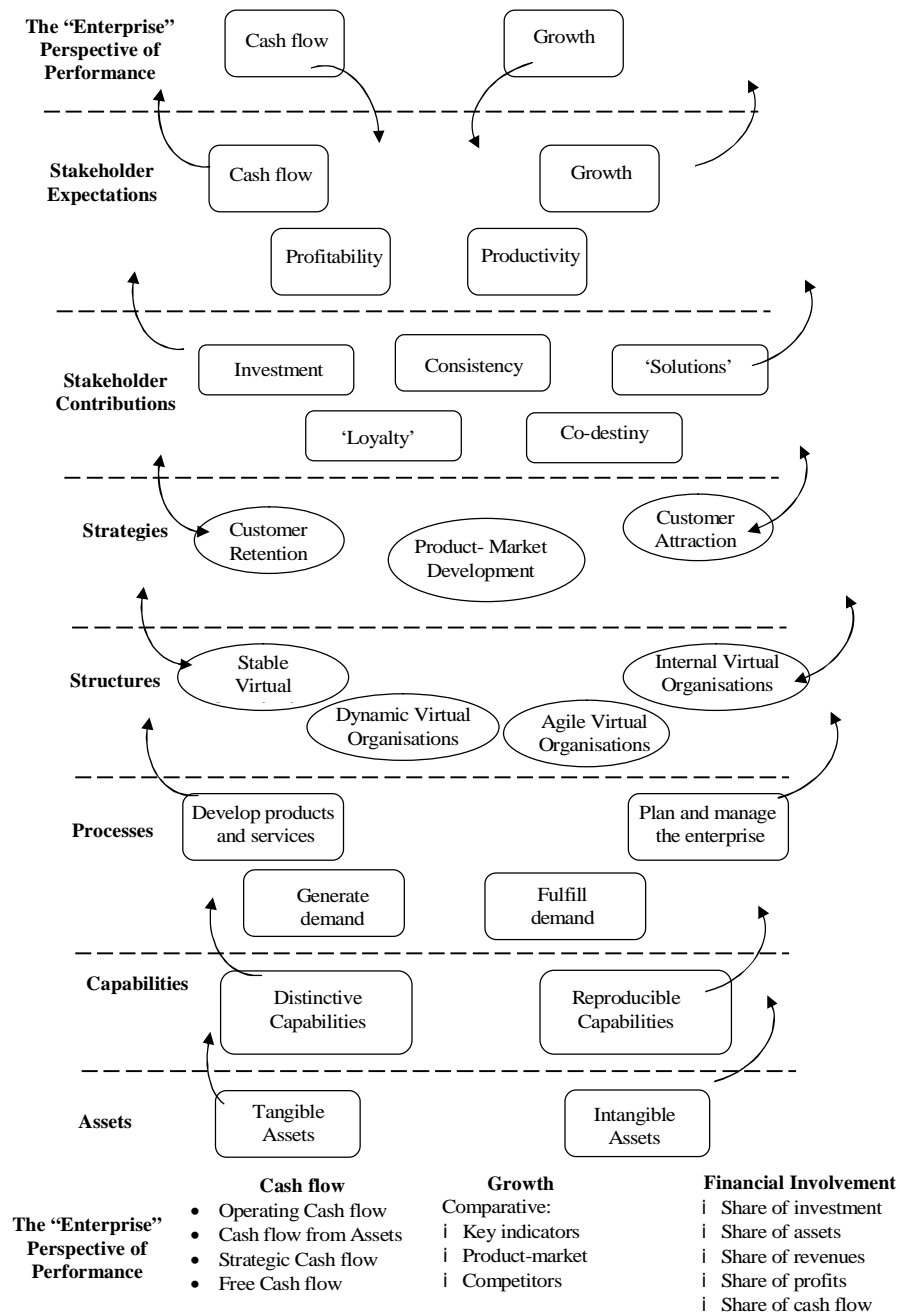 The “Enterprise”
Perspective of
Performance
Cash flow
Growth
Stakeholder
Expectations
Cash flow
Growth
Profitability
Productivity
Stakeholder
Contributions
Investment
Consistency
‘Solutions’
‘Loyalty’
Co-destiny
Strategies
Customer
Retention
Product- Market
Development
Customer
Attraction
Structures
Stable
Virtual
Internal Virtual
Organisations
Dynamic Virtual
Organisations
Agile Virtual
Organisations
Processes
Develop products
and services
Plan and manage
the enterprise
Generate
demand
Fulfill
demand
Capabilities
Distinctive
Capabilities
Reproducible
Capabilities
Assets
Tangible
Assets
Intangible
Assets
The “Enterprise”
Perspective of
Performance
Cash flow
• Operating Cash flow
• Cash flow from Assets
• Strategic Cash flow
• Free Cash flow
Growth
Comparative:
¡ Key indicators
¡ Product-market
¡ Competitors
Financial Involvement
¡ Share of investment
¡ Share of assets
¡ Share of revenues
¡ Share of profits
¡ Share of cash flow